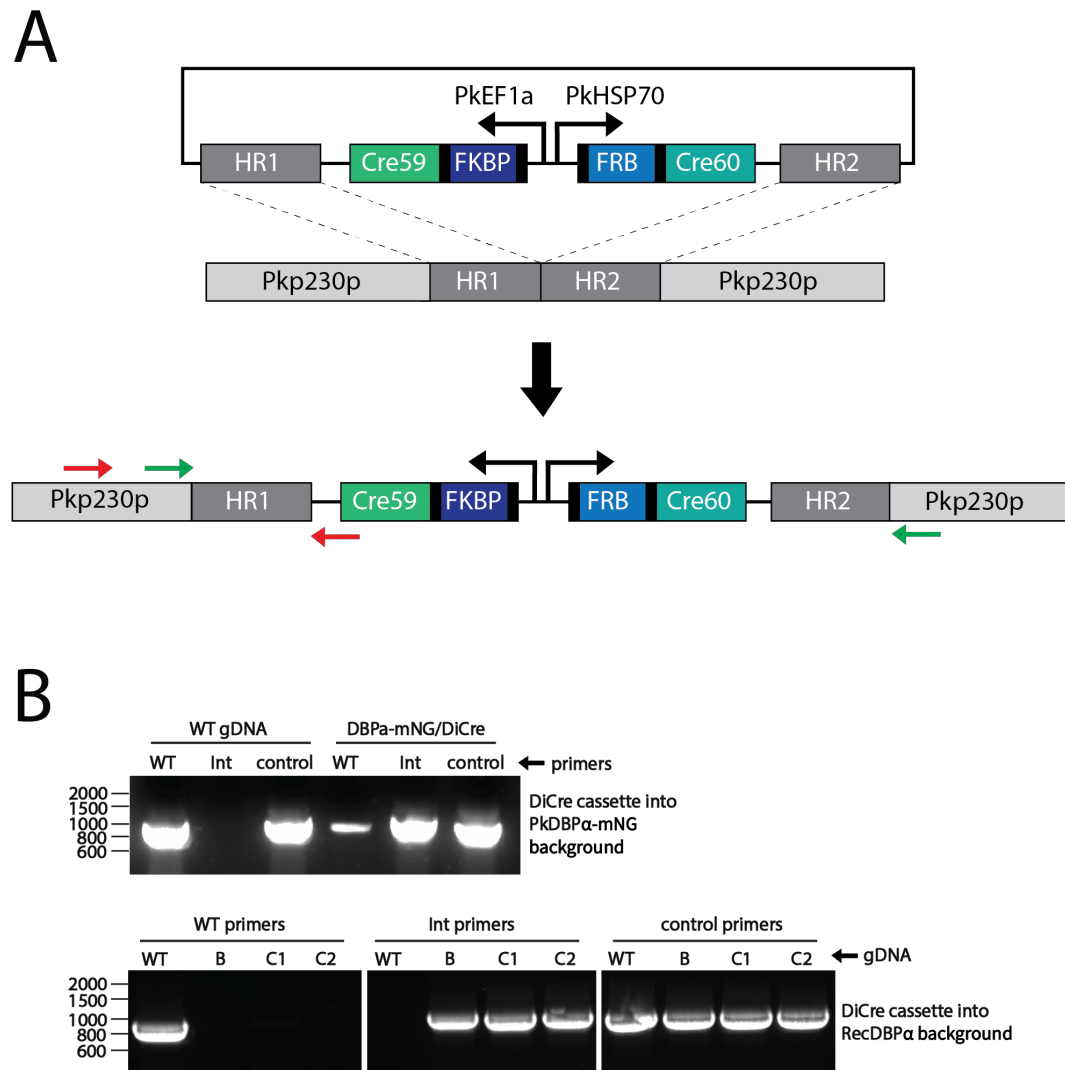 A
PkEF1a PkHSP70
HR1 Cre59 FKBP FRB Cre60 HR2
Pkp230p HR1 HR2 Pkp230p
Pkp230p HR1 Cre59 FKBP FRB Cre60 HR2 Pkp230p
B
WT gDNA DBPa-mNG/DiCre
WT Int control WT Int control primers
2000
1500
1000
800
600
DiCre cassette into
PkDBPα-mNG
background
WT primers Int primers control primers
WT B C1 C2 WT B C1 C2 WT B C1 C2 gDNA
2000
1500
1000
800
600
DiCre cassette into
RecDBPα background